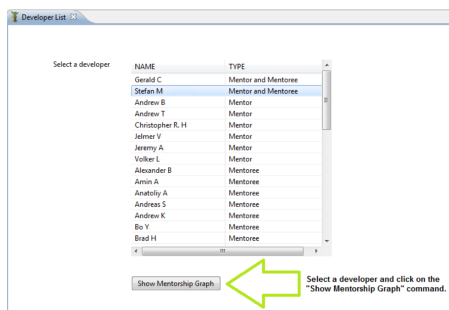 Developer List
Select a developer
NAME TYPE
Gerald C Mentor and Mentoree
Stefan M Mentor and Mentoree
Andrew B Mentor
Andrew T Mentor
Christopher R. H Mentor
Jelmer V Mentor
Jeremy A Mentor
Volker L Mentor
Alexander B Mentoree
Amin A Mentoree
Anatoliy A Mentoree
Andreas S Mentoree
Andrew K Mentoree
Bo Y Mentoree
Brad H Mentoree
Show Mentorship Graph
Select a developer and click on the
"Show Mentorship Graph" command.